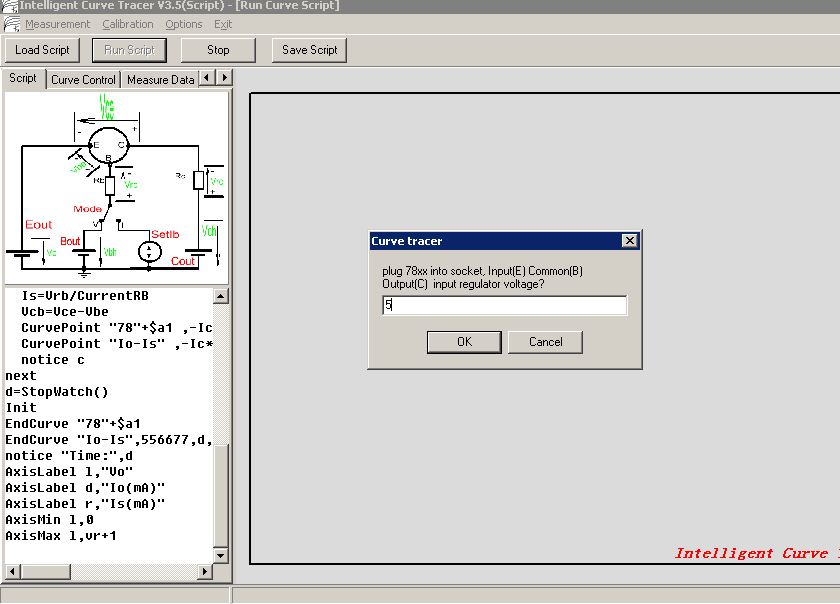 Intelligent Curve Tracer V3.5(Script) - [Run Curve Script]
Measurement Calibration Options Exit
Load Script Run Script Stop Save Script
Script Curve Control Measure Data
- +
E C
B
Rb
Vrc
Rc
Mode
V I
Eout
Bout
SetIb
Vbh
Cout
Is=Vrb/CurrentRB
Vcb=Vce-Vbe
CurvePoint "78"+$a1 ,-Ic
CurvePoint "Io-Is" ,-Ic*
notice c
next
d=StopWatch()
Init
EndCurve "78"+$a1
EndCurve "Io-Is",556677,d,
notice "Time:",d
AxisLabel l,"Vo"
AxisLabel d,"Io(mA)"
AxisLabel r,"Is(mA)"
AxisMin l,0
AxisMax l,vr+1
Curve tracer
plug 78xx into socket, Input(E) Common(B)
Output(C) input regulator voltage?
5
OK Cancel
Intelligent Curve